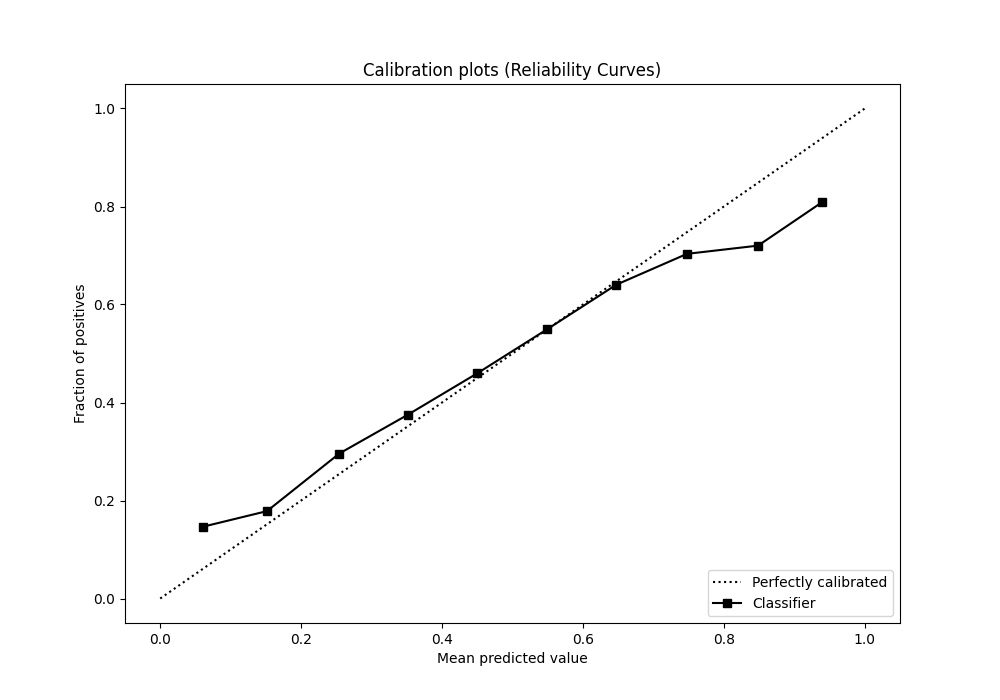 Calibration plots (Reliability Curves)
1.0
0.8
0.6
0.4
0.2
0.0
Fraction of positives
0.0 0.2 0.4 0.6 0.8 1.0
Mean predicted value
Perfectly calibrated
Classifier